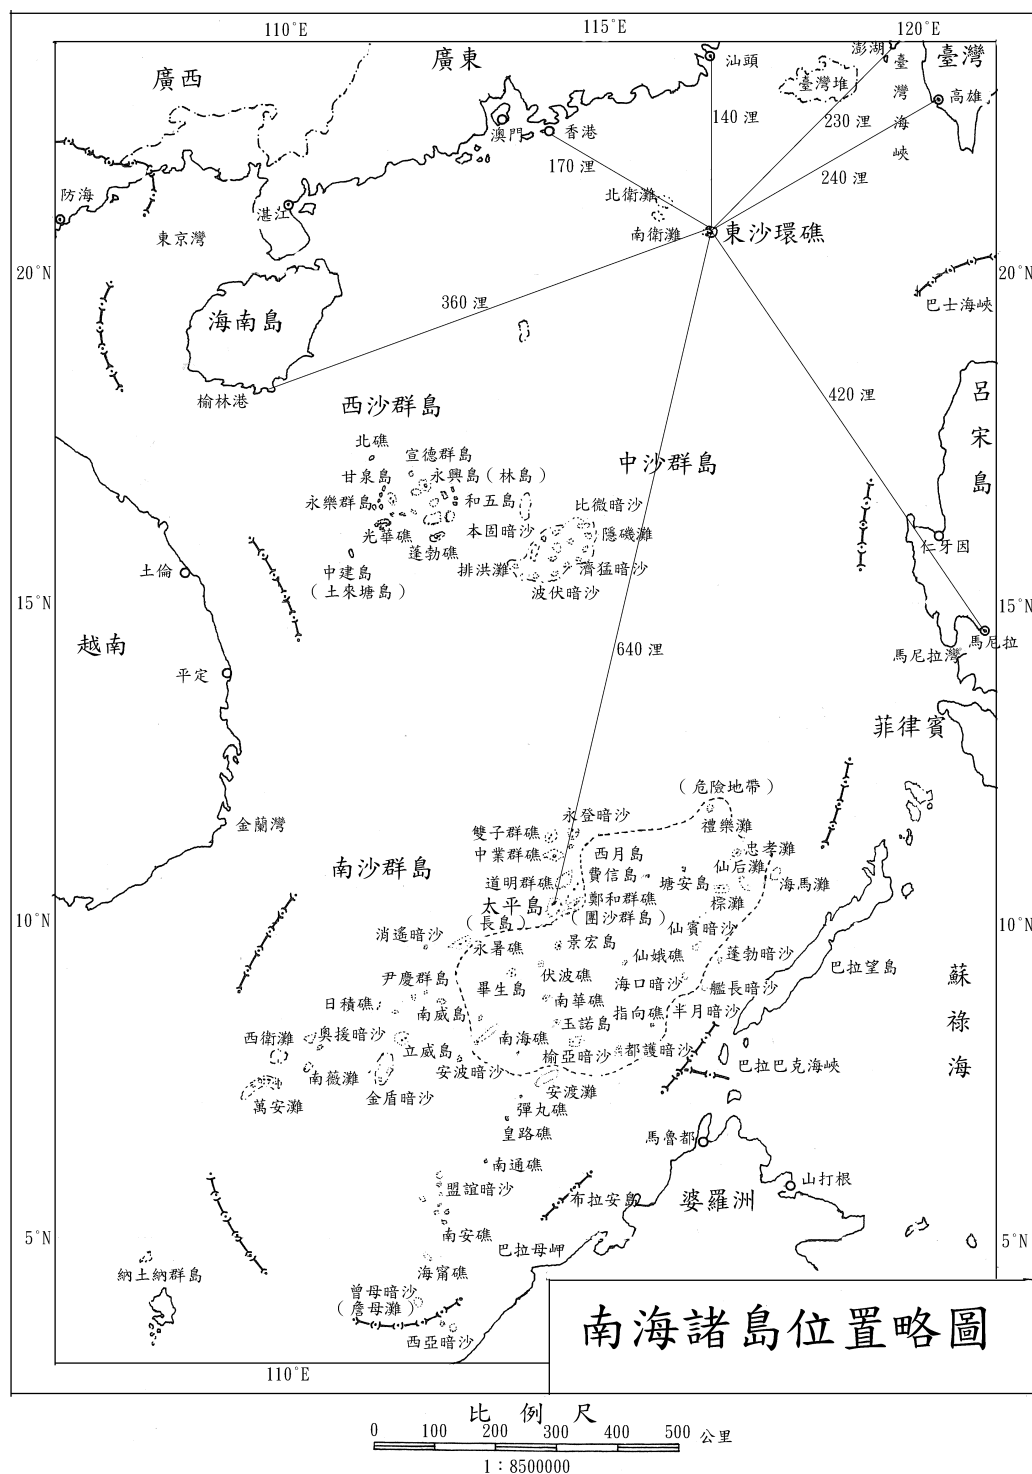 110°E
115°E
120°E
廣西
廣東
汕頭
澎湖
臺灣
臺灣堆
臺灣海峽
高雄
澳門
香港
140 浬
230 浬
170 浬
240 浬
防海
湛江
北衛灘
東京灣
南衛灘
東沙環礁
20°N
20°N
360 浬
巴士海峽
海南島
榆林港
420 浬
呂宋島
西沙群島
北礁
宣德群島
中沙群島
甘泉島
永興島（林島）
永樂群島
和五島
比微暗沙
光華礁
本固暗沙
隱磯灘
蓬勃礁
仁牙因
土倫
中建島
排洪灘
濟猛暗沙
（土來塘島）
波伏暗沙
15°N
15°N
越南
640 浬
馬尼拉
馬尼拉灣
平定
菲律賓
（危險地帶）
金蘭灣
永登暗沙
雙子群礁
禮樂灘
中業群礁
西月島
忠孝灘
南沙群島
仙后灘
道明群礁
費信島
塘安島
海馬灘
太平島
鄭和群礁
棕灘
（長島）
（團沙群島）
10°N
10°N
仙賓暗沙
消遙暗沙
永暑礁
景宏島
仙娥礁
蓬勃暗沙
巴拉望島
蘇祿海
尹慶群島
畢生島
伏波礁
海口暗沙
艦長暗沙
日積礁
南威島
南華礁
指向礁
半月暗沙
西衛灘
奧援暗沙
南海礁
玉諾島
立威島
安波暗沙
榆亞暗沙
都護暗沙
巴拉巴克海峽
南薇灘
萬安灘
金盾暗沙
安渡灘
彈丸礁
皇路礁
馬魯都
南通礁
山打根
盟誼暗沙
布拉安島
婆羅洲
南安礁
5°N
5°N
巴拉母岬
納土納群島
海甯礁
曾母暗沙
（詹母灘）
西亞暗沙
南海諸島位置略圖
110°E
比例尺
0 100 200 300 400 500 公里
1：8500000